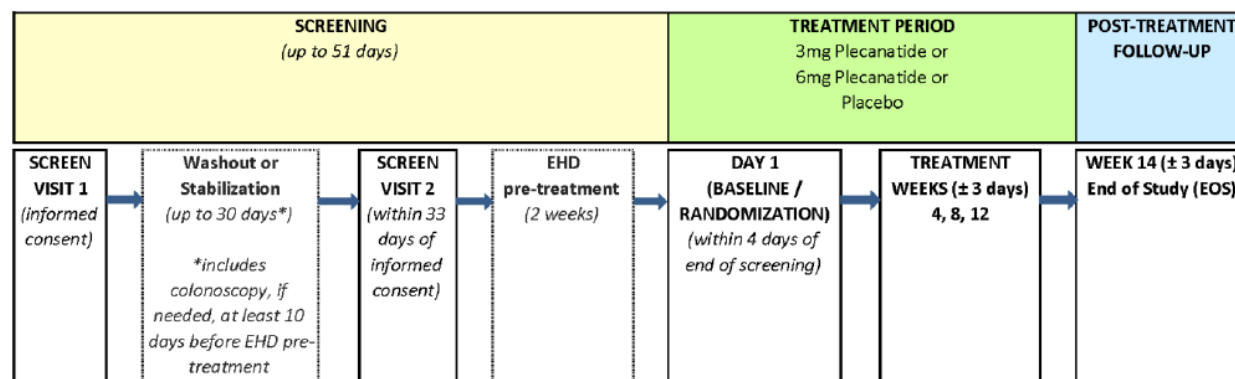 SCREENING
(up to 51 days)
TREATMENT PERIOD
3mg Plecanatide or
6mg Plecanatide or
Placebo
POST-TREATMENT
FOLLOW-UP
SCREEN
VISIT 1
(informed
consent)
Washout or
Stabilization
(up to 30 days*)
*includes
colonoscopy, if
needed, at least 10
days before EHD pre-
treatment
SCREEN
VISIT 2
(within 33
days of
informed
consent)
EHD
pre-treatment
(2 weeks)
DAY 1
(BASELINE /
RANDOMIZATION)
(within 4 days of
end of screening)
TREATMENT
WEEKS (± 3 days)
4, 8, 12
WEEK 14 (± 3 days)
End of Study (EOS)